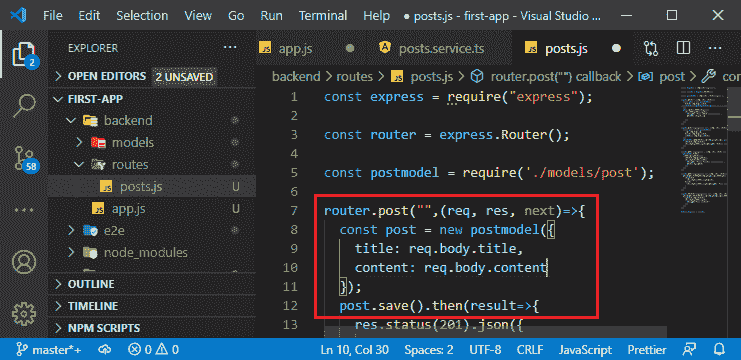 File Edit Selection View Go Run Terminal Help ● posts.js - first-app - Visual Studio ...
EXPLORER ...
OPEN EDITORS 2 UNSAVED
FIRST-APP
backend
models
routes
posts.js U
app.js U
e2e
node_modules
OUTLINE
TIMELINE
NPM SCRIPTS
2
58
JS app.js ● posts.service.ts JS posts.js ● ...
backend > routes > JS posts.js > router.post("") callback > post > con
1 const express = require("express");
2
3 const router = express.Router();
4
5 const postmodel = require('./models/post');
6
7 router.post("",(req, res, next)=>{
8 const post = new postmodel({
9 title: req.body.title,
10 content: req.body.content
11 });
12 post.save().then(result=>{
13 res.status(201).json({
master*+ 0 0 Ln 10, Col 30 Spaces: 2 UTF-8 CRLF JavaScript Prettier